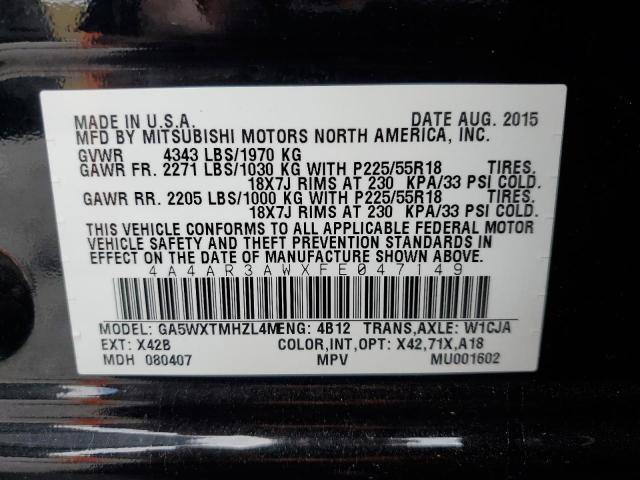 MADE IN U.S.A. DATE AUG. 2015
MFD BY MITSUBISHI MOTORS NORTH AMERICA, INC.
GVWR 4343 LBS/1970 KG
GAWR FR. 2271 LBS/1030 KG WITH P225/55R18 TIRES,
18X7J RIMS AT 230 KPA/33 PSI COLD.
GAWR RR. 2205 LBS/1000 KG WITH P225/55R18 TIRES,
18X7J RIMS AT 230 KPA/33 PSI COLD.
THIS VEHICLE CONFORMS TO ALL APPLICABLE FEDERAL MOTOR
VEHICLE SAFETY AND THEFT PREVENTION STANDARDS IN
EFFECT ON THE DATE OF MANUFACTURE SHOWN ABOVE.
4A4AR3AWXFE047149
MODEL: GA5WXTMHZL4M ENG: 4B12 TRANS,AXLE: W1CJA
EXT: X42B COLOR,INT,OPT: X42,71X,A18
MDH 080407 MPV MU001602